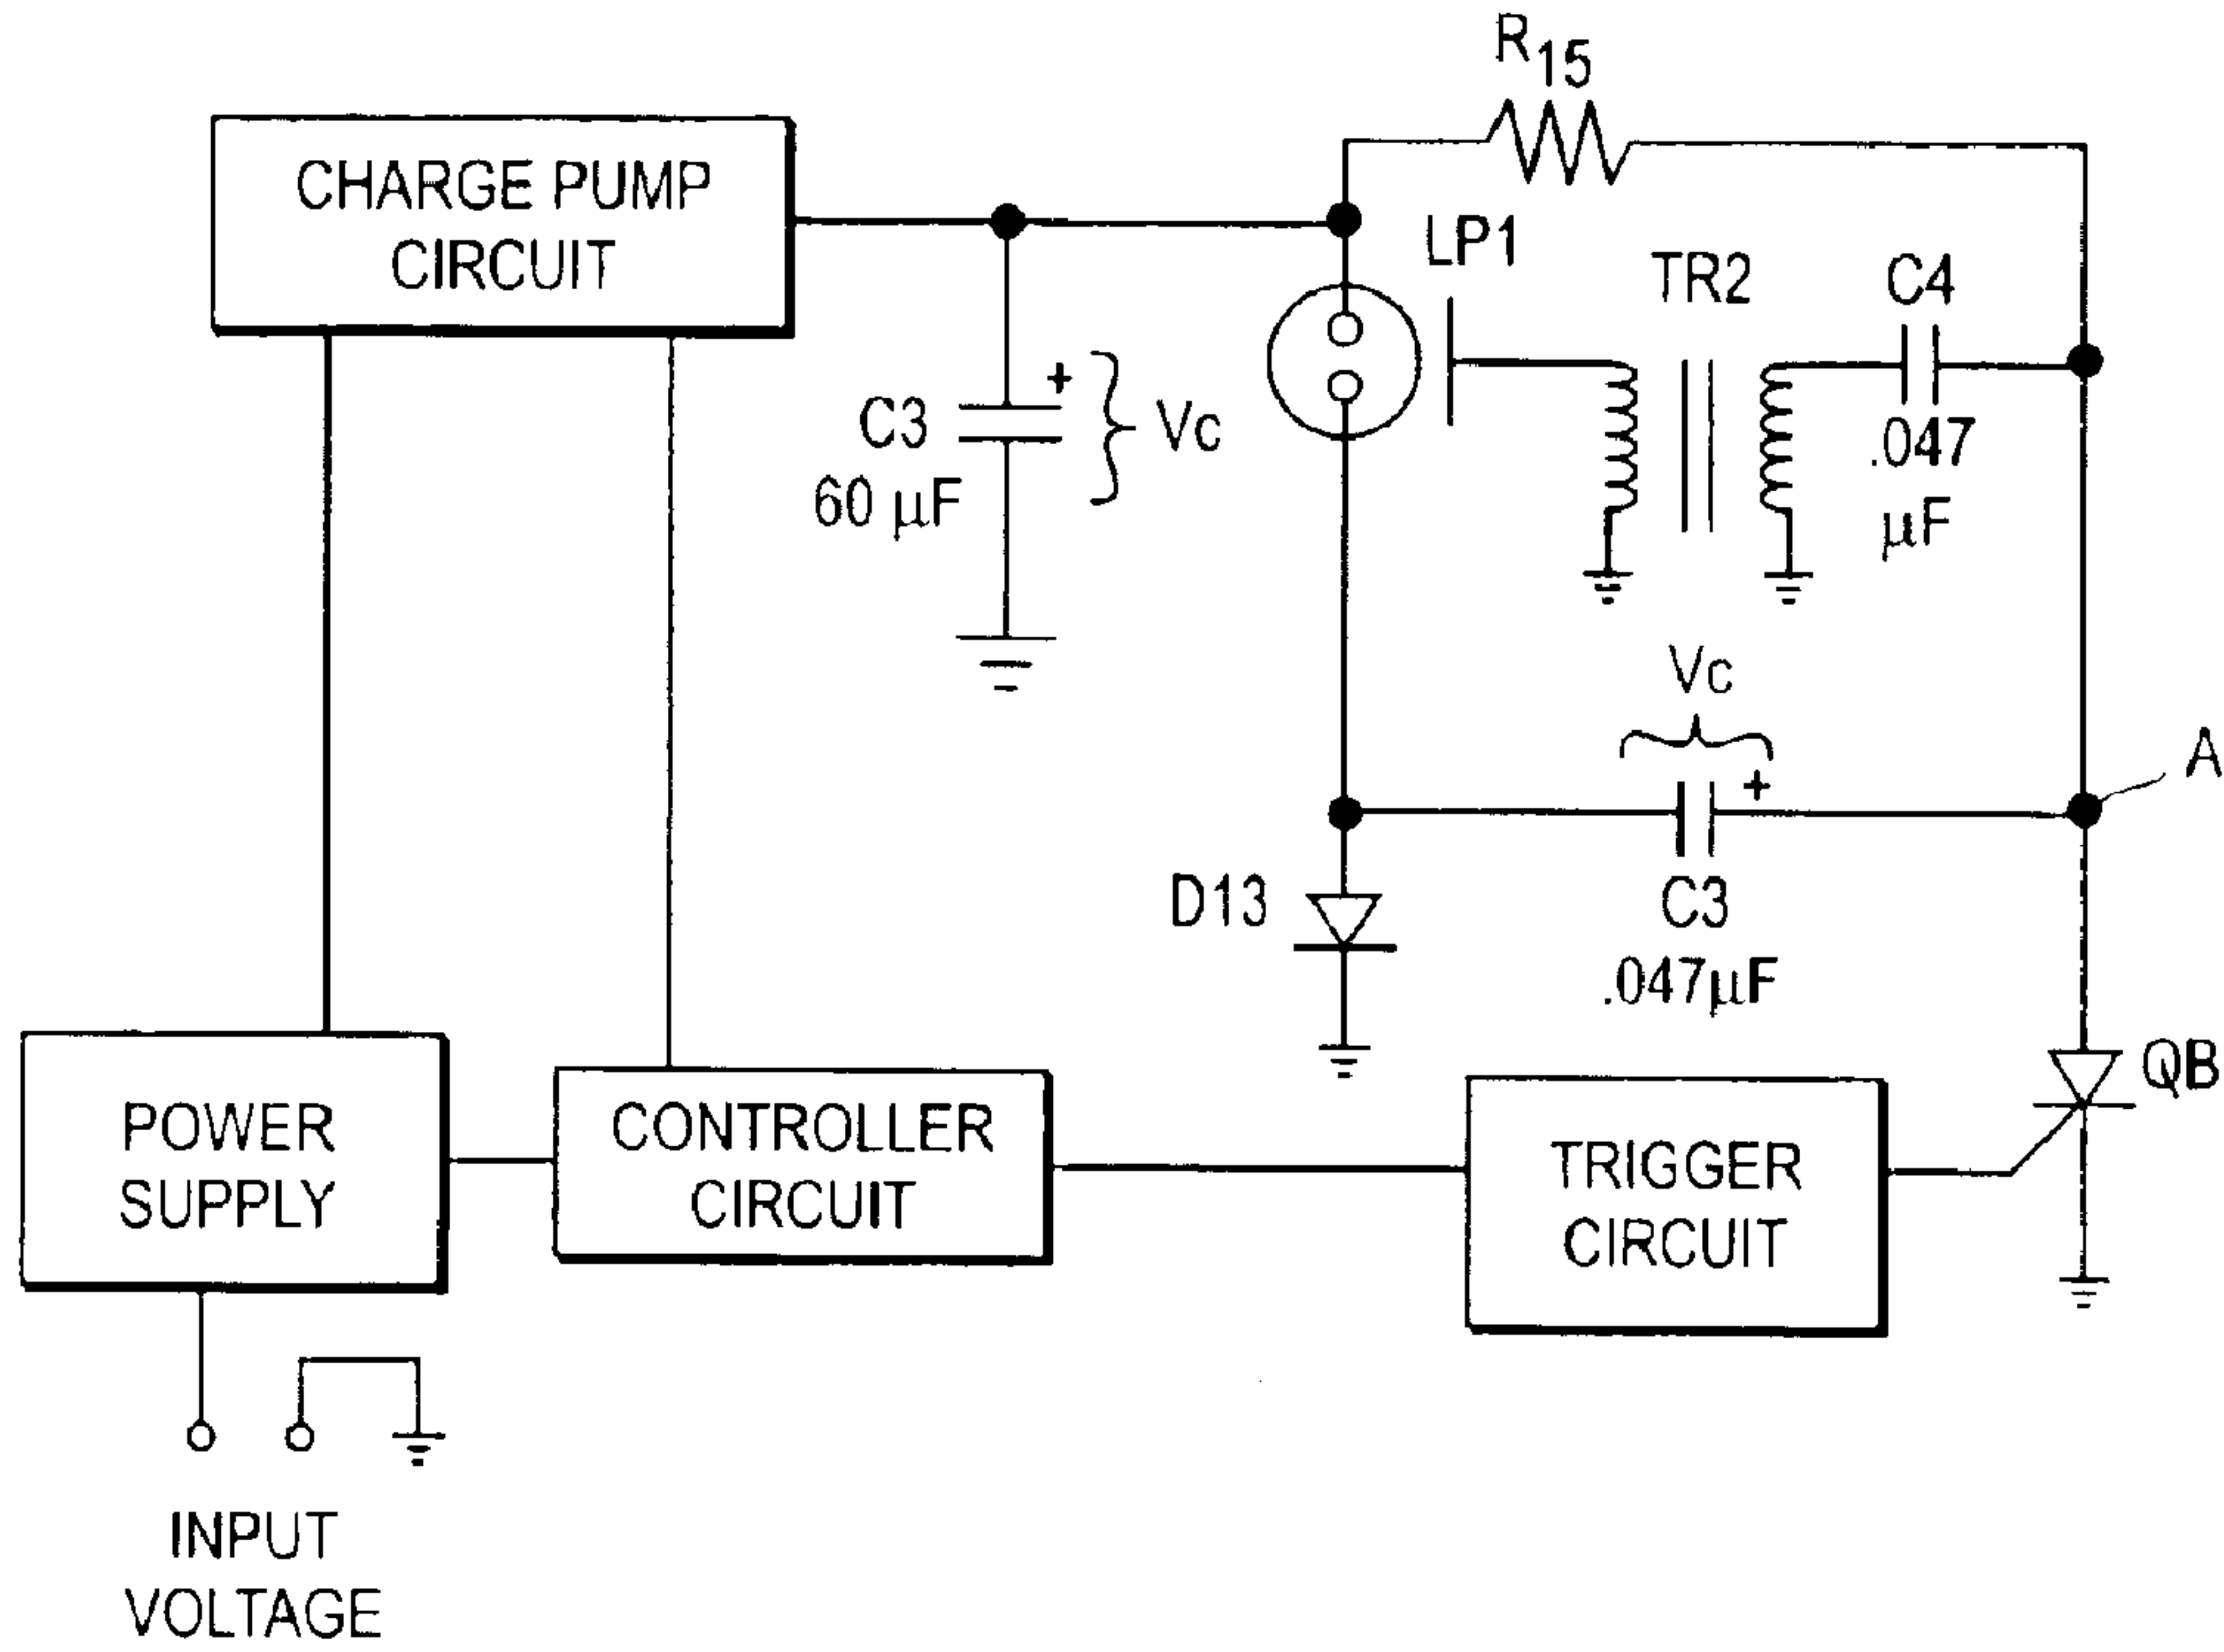 R15
CHARGE PUMP
CIRCUIT
LP1
TR2
C4
.047
μF
+
C3
60 μF
Vc
Vc
+
A
D13
C3
.047μF
QB
POWER
SUPPLY
CONTROLLER
CIRCUIT
TRIGGER
CIRCUIT
INPUT
VOLTAGE